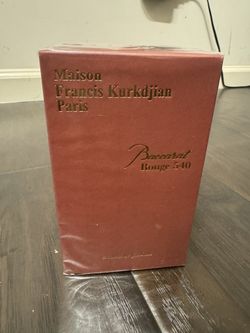 Maison
Francis Kurkdjian
Paris
Baccarat
Rouge 540